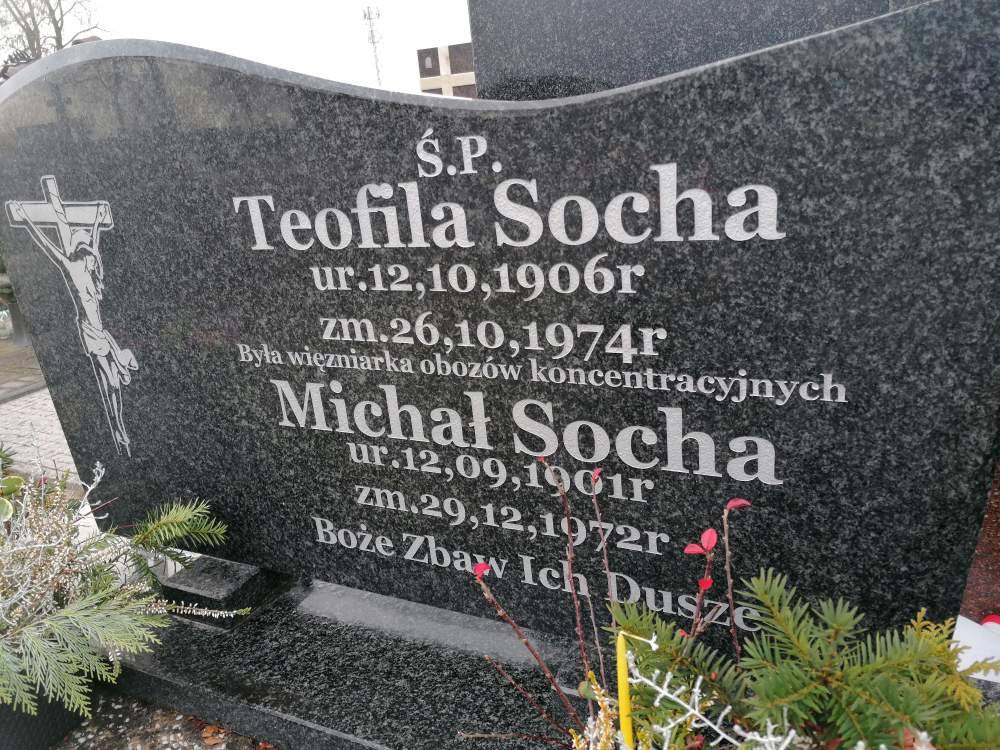 Ś.P.
Teofila Socha
ur.12,10,1906r
zm.26,10,1974r
Była więzniarka obozów koncentracyjnych
Michał Socha
ur.12,09,1901r
zm.29,12,1972r
Boże Zbaw Ich Dusze